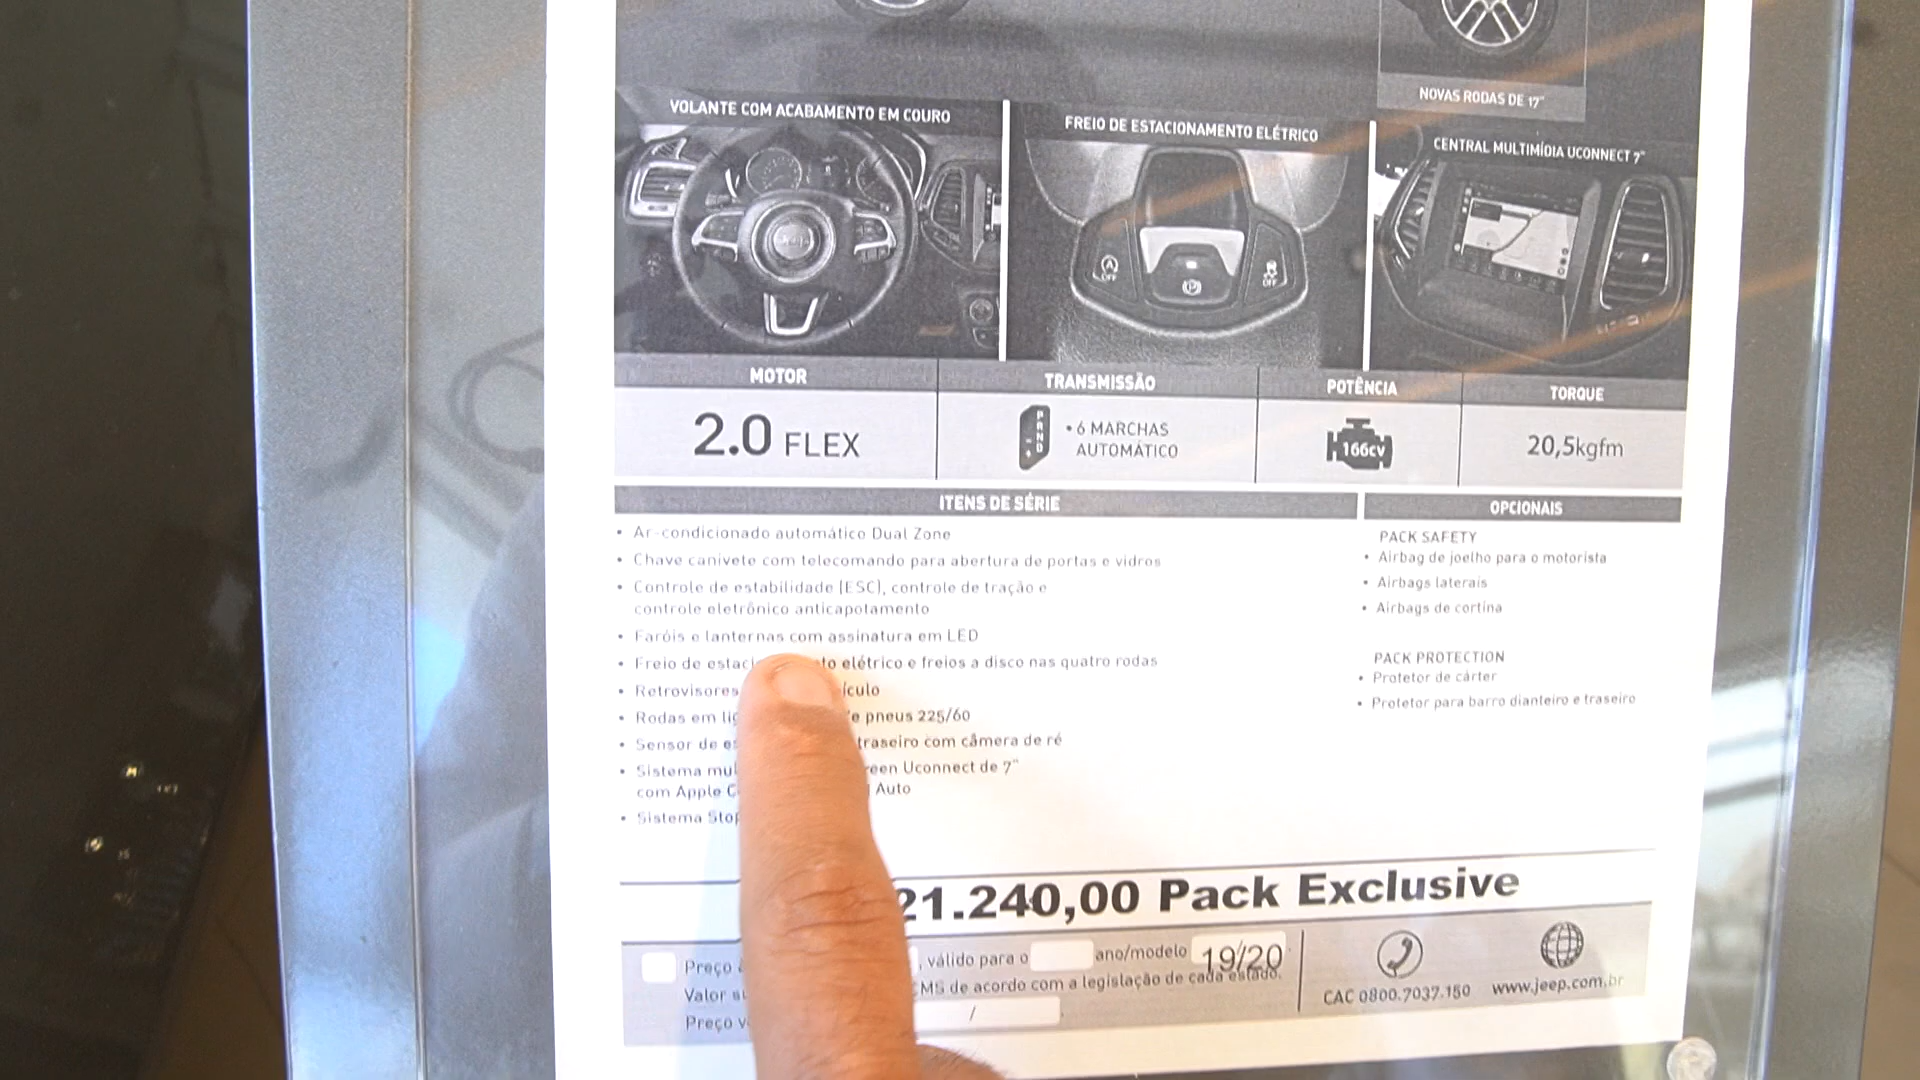 NOVAS RODAS DE 17"
VOLANTE COM ACABAMENTO EM COURO
FREIO DE ESTACIONAMENTO ELÉTRICO
CENTRAL MULTIMÍDIA UCONNECT 7"
MOTOR
2.0 FLEX
TRANSMISSÃO
PRND
• 6 MARCHAS
AUTOMÁTICO
POTÊNCIA
166cv
TORQUE
20,5kgfm
ITENS DE SÉRIE
• Ar-condicionado automático Dual Zone
• Chave canivete com telecomando para abertura de portas e vidros
• Controle de estabilidade (ESC), controle de tração e
controle eletrônico anticapotamento
• Faróis e lanternas com assinatura em LED
• Freio de estaci to elétrico e freios a disco nas quatro rodas
• Retrovisores ículo
• Rodas em lig e pneus 225/60
• Sensor de es traseiro com câmera de ré
• Sistema mul reen Uconnect de 7"
com Apple C Auto
• Sistema Stop
OPCIONAIS
PACK SAFETY
• Airbag de joelho para o motorista
• Airbags laterais
• Airbags de cortina
PACK PROTECTION
• Protetor de cárter
• Protetor para barro dianteiro e traseiro
21.240,00 Pack Exclusive
Preço , válido para o ano/modelo 19/20
Valor su CMS de acordo com a legislação de cada estado.
Preço v /
CAC 0800.7037.150
www.jeep.com.br